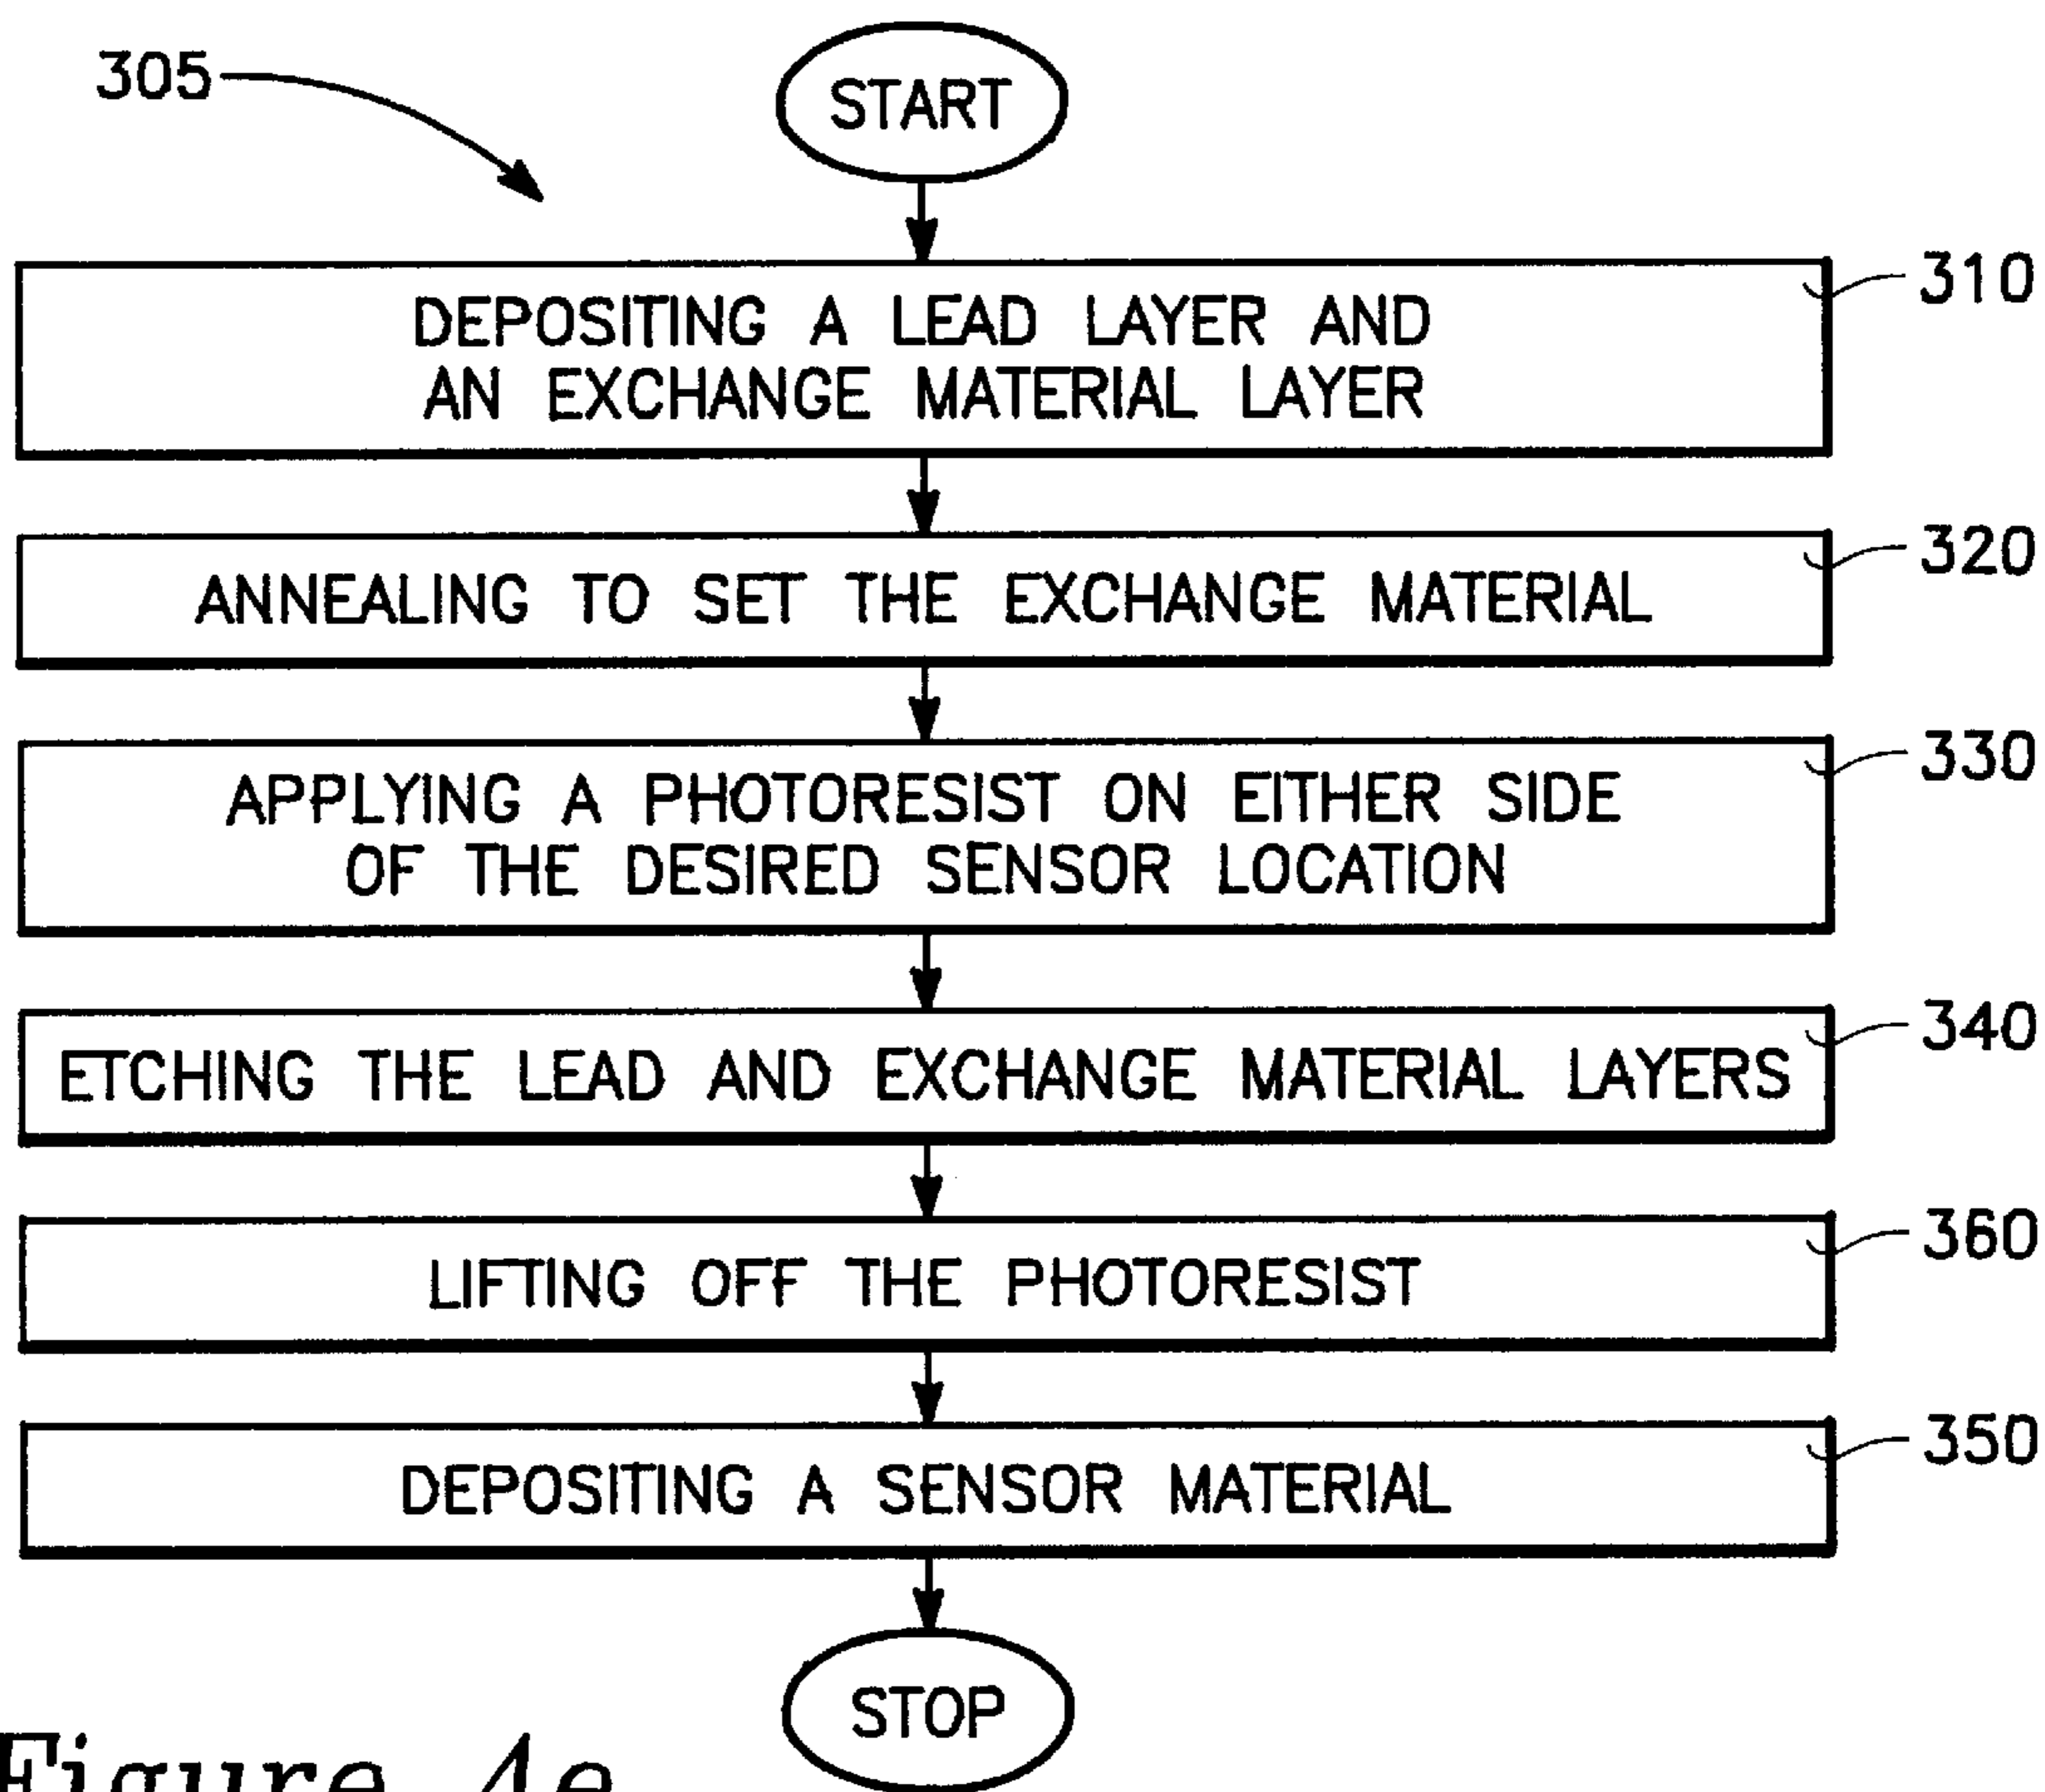 305
START
310
DEPOSITING A LEAD LAYER AND
AN EXCHANGE MATERIAL LAYER
320
ANNEALING TO SET THE EXCHANGE MATERIAL
330
APPLYING A PHOTORESIST ON EITHER SIDE
OF THE DESIRED SENSOR LOCATION
340
ETCHING THE LEAD AND EXCHANGE MATERIAL LAYERS
360
LIFTING OFF THE PHOTORESIST
350
DEPOSITING A SENSOR MATERIAL
STOP
Figure 4e